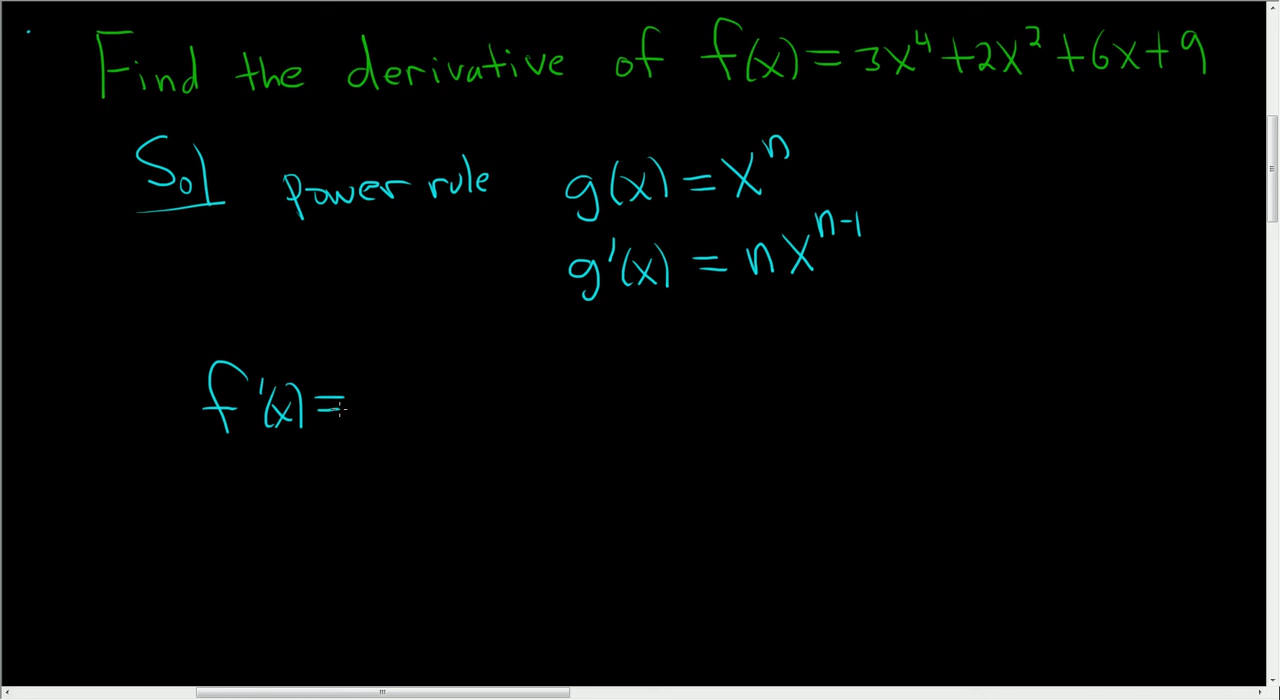 Find the derivative of f(x) = 3x⁴ + 2x² + 6x + 9
Sol power rule g(x) = xⁿ
g'(x) = nxⁿ⁻¹
f'(x) =